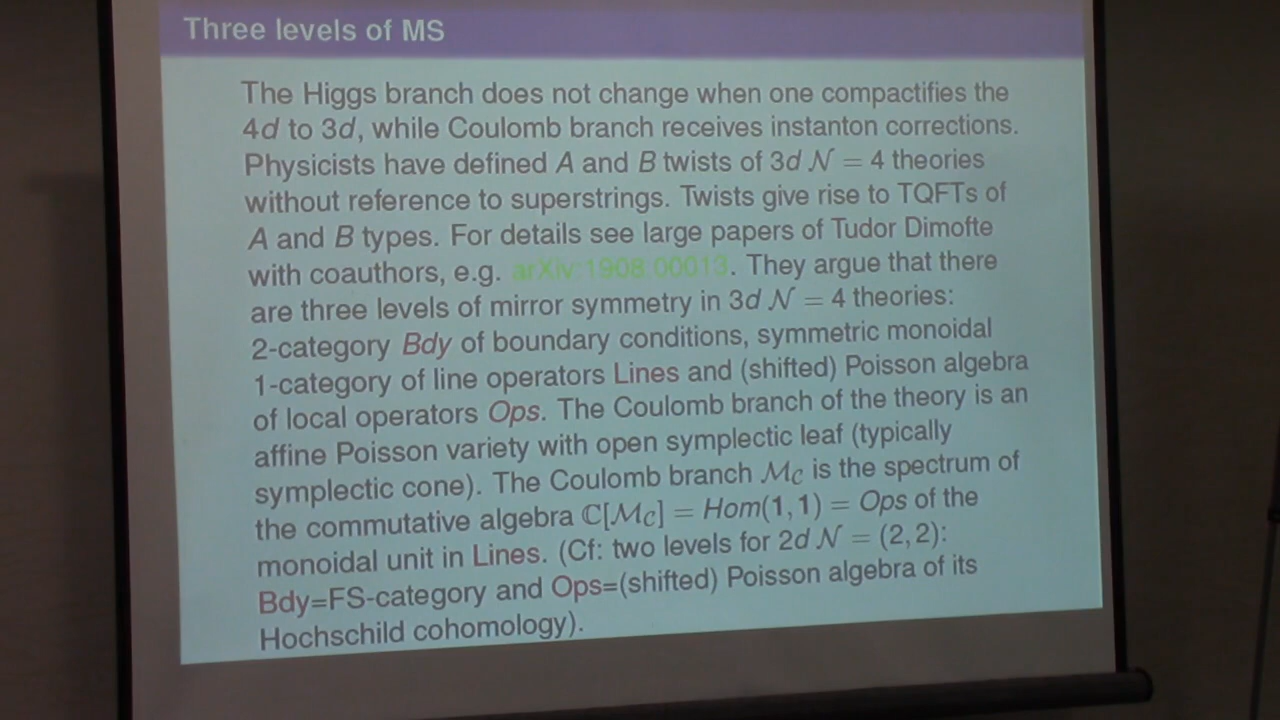 Three levels of MS
The Higgs branch does not change when one compactifies the
4d to 3d, while Coulomb branch receives instanton corrections.
Physicists have defined A and B twists of 3d 𝒩 = 4 theories
without reference to superstrings. Twists give rise to TQFTs of
A and B types. For details see large papers of Tudor Dimofte
with coauthors, e.g. arXiv:1908.00013. They argue that there
are three levels of mirror symmetry in 3d 𝒩 = 4 theories:
2-category Bdy of boundary conditions, symmetric monoidal
1-category of line operators Lines and (shifted) Poisson algebra
of local operators Ops. The Coulomb branch of the theory is an
affine Poisson variety with open symplectic leaf (typically
symplectic cone). The Coulomb branch ℳ_C is the spectrum of
the commutative algebra ℂ[ℳ_C] = Hom(1, 1) = Ops of the
monoidal unit in Lines. (Cf: two levels for 2d 𝒩 = (2, 2):
Bdy=FS-category and Ops=(shifted) Poisson algebra of its
Hochschild cohomology).